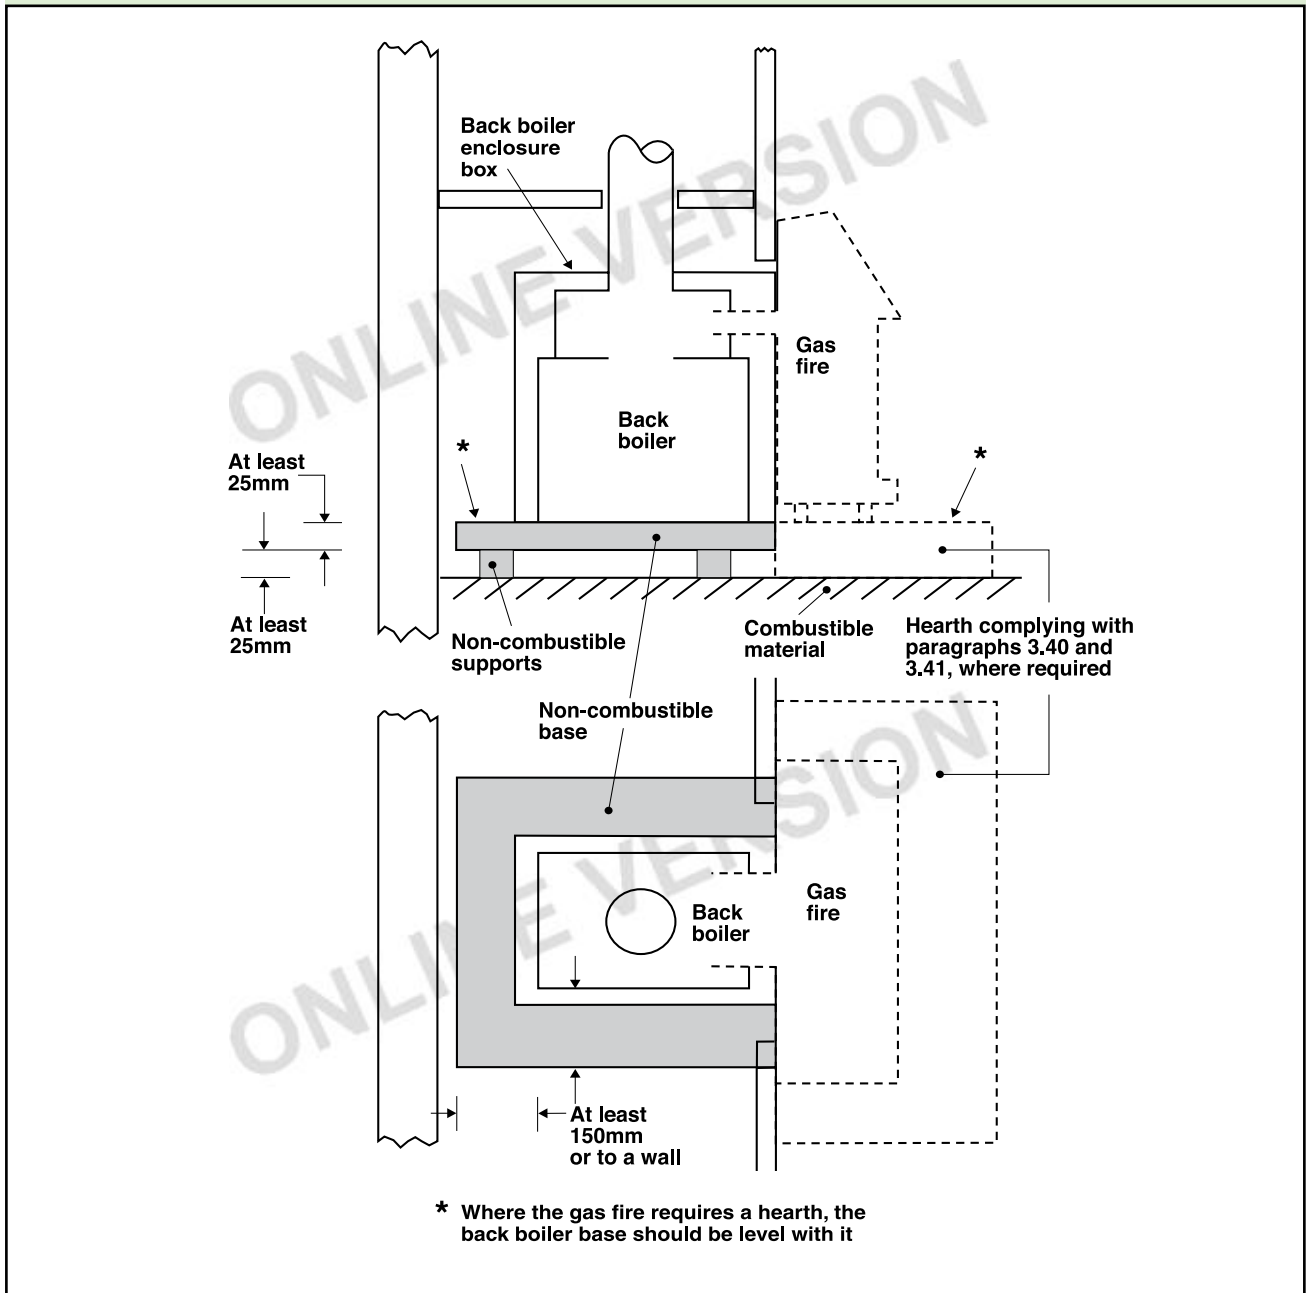 ONLINE VERSION
Back boiler
enclosure
box
Gas
fire
Back
boiler
*
*
At least
25mm
At least
25mm
Non-combustible
supports
Combustible
material
Hearth complying with
paragraphs 3.40 and
3.41, where required
Non-combustible
base
ONLINE VERSION
Gas
fire
Back
boiler
At least
150mm
or to a wall
* Where the gas fire requires a hearth, the
back boiler base should be level with it